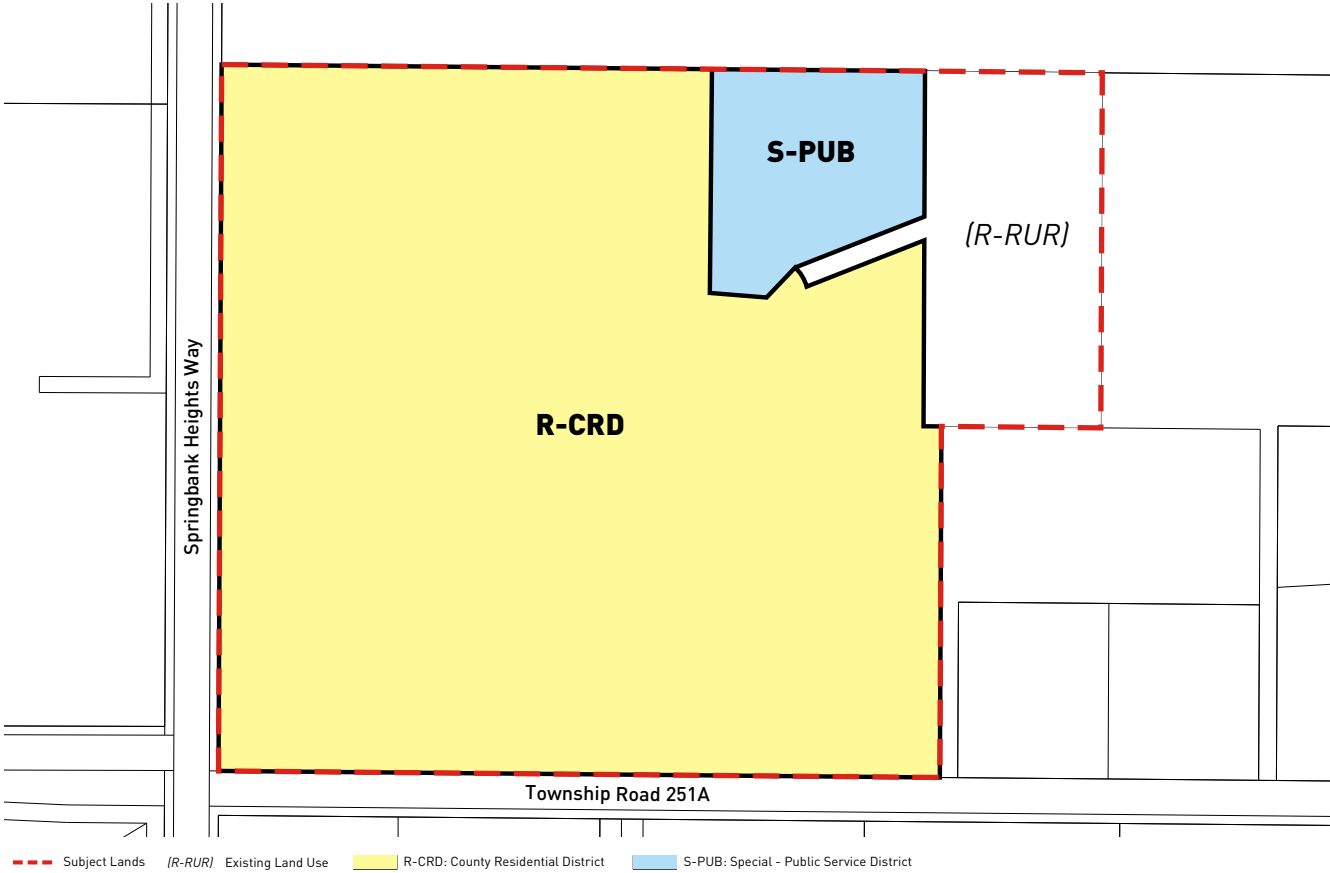 S-PUB
(R-RUR)
R-CRD
Springbank Heights Way
Township Road 251A
Subject Lands (R-RUR) Existing Land Use R-CRD: County Residential District S-PUB: Special - Public Service District